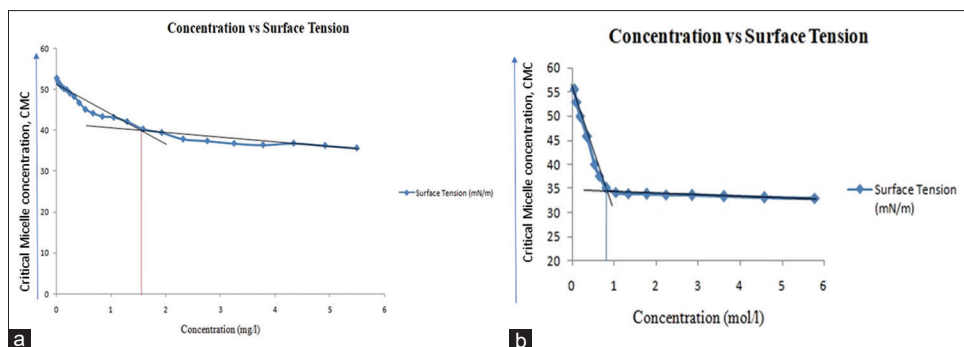 Concentration vs Surface Tension
Critical Micelle concentration, CMC
60
50
40
30
20
10
0
0 1 2 3 4 5 6
Concentration (mg/l)
Surface Tension (mN/m)
a
Concentration vs Surface Tension
Critical Micelle concentration, CMC
60
55
50
45
40
35
30
25
20
0 1 2 3 4 5 6
Concentration (mol/l)
Surface Tension
(mN/m)
b